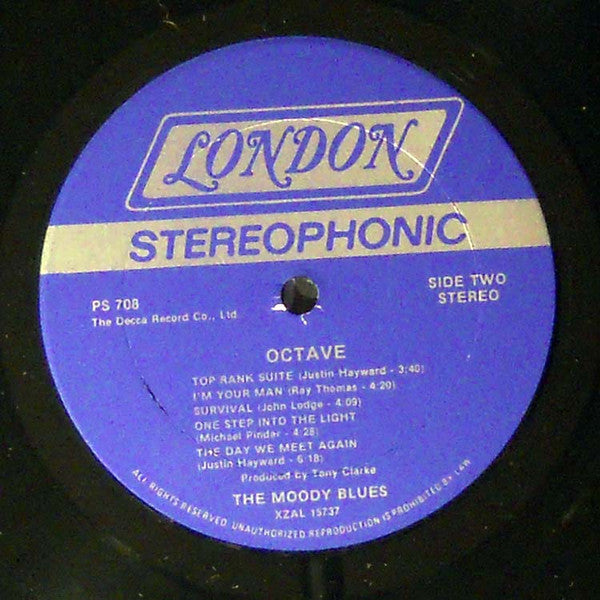 LONDON
STEREOPHONIC
PS 708
The Decca Record Co., Ltd.
SIDE TWO
STEREO
OCTAVE
TOP RANK SUITE (Justin Hayward - 3:40)
I'M YOUR MAN (Ray Thomas - 4:20)
SURVIVAL (John Lodge - 4:09)
ONE STEP INTO THE LIGHT
(Michael Pinder - 4:28)
THE DAY WE MEET AGAIN
(Justin Hayward - 6:18)
Produced by Tony Clarke
THE MOODY BLUES
XZAL 15737
ALL RIGHTS RESERVED UNAUTHORIZED REPRODUCTION IS PROHIBITED BY LAW